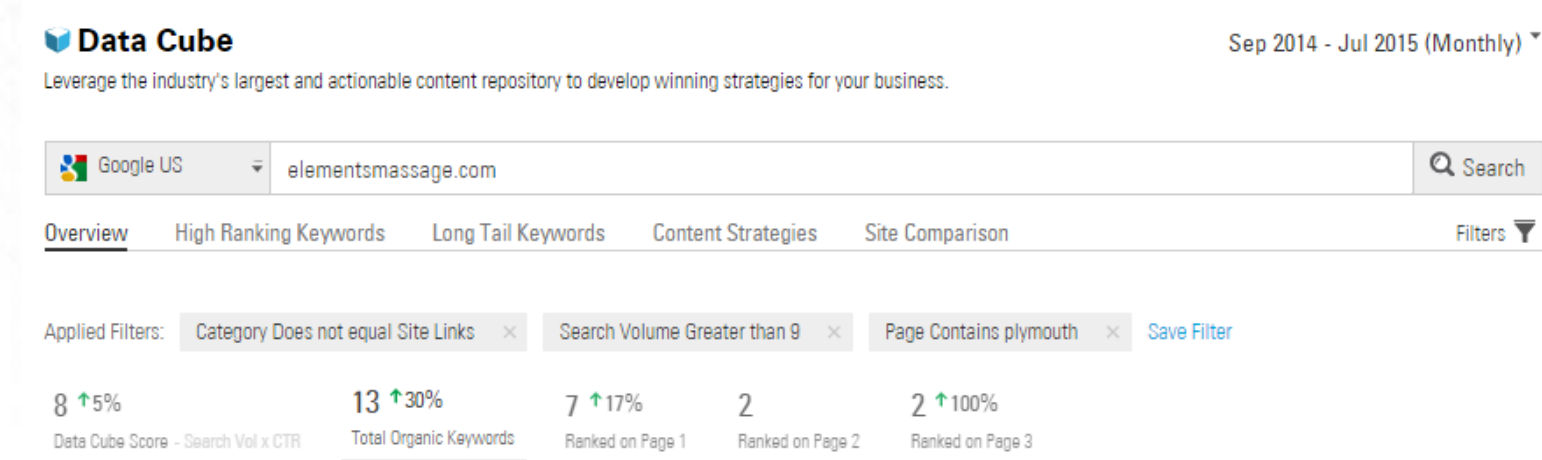 Data Cube
Sep 2014 - Jul 2015 (Monthly)
Leverage the industry's largest and actionable content repository to develop winning strategies for your business.
Google US
elementsmassage.com
Search
Overview High Ranking Keywords Long Tail Keywords Content Strategies Site Comparison Filters
Applied Filters: Category Does not equal Site Links × Search Volume Greater than 9 × Page Contains plymouth × Save Filter
8 ↑5% 13 ↑30% 7 ↑17% 2 2 ↑100%
Data Cube Score - Search Vol x CTR Total Organic Keywords Ranked on Page 1 Ranked on Page 2 Ranked on Page 3